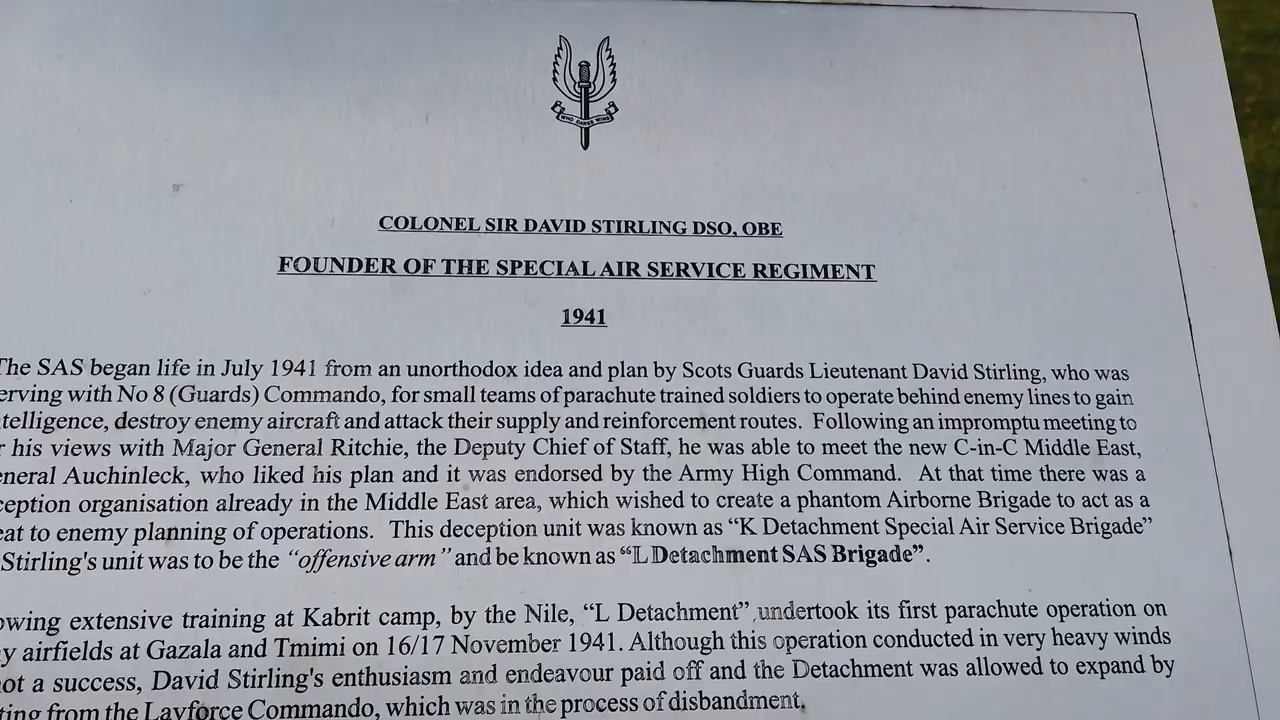 WHO DARES WINS
COLONEL SIR DAVID STIRLING DSO, OBE
FOUNDER OF THE SPECIAL AIR SERVICE REGIMENT
1941
The SAS began life in July 1941 from an unorthodox idea and plan by Scots Guards Lieutenant David Stirling, who was
erving with No 8 (Guards) Commando, for small teams of parachute trained soldiers to operate behind enemy lines to gain
telligence, destroy enemy aircraft and attack their supply and reinforcement routes. Following an impromptu meeting to
r his views with Major General Ritchie, the Deputy Chief of Staff, he was able to meet the new C-in-C Middle East,
neral Auchinleck, who liked his plan and it was endorsed by the Army High Command. At that time there was a
ception organisation already in the Middle East area, which wished to create a phantom Airborne Brigade to act as a
eat to enemy planning of operations. This deception unit was known as “K Detachment Special Air Service Brigade”
Stirling's unit was to be the “offensive arm” and be known as “L Detachment SAS Brigade”.
owing extensive training at Kabrit camp, by the Nile, “L Detachment” undertook its first parachute operation on
y airfields at Gazala and Tmimi on 16/17 November 1941. Although this operation conducted in very heavy winds
ot a success, David Stirling's enthusiasm and endeavour paid off and the Detachment was allowed to expand by
ting from the Layforce Commando, which was in the process of disbandment.